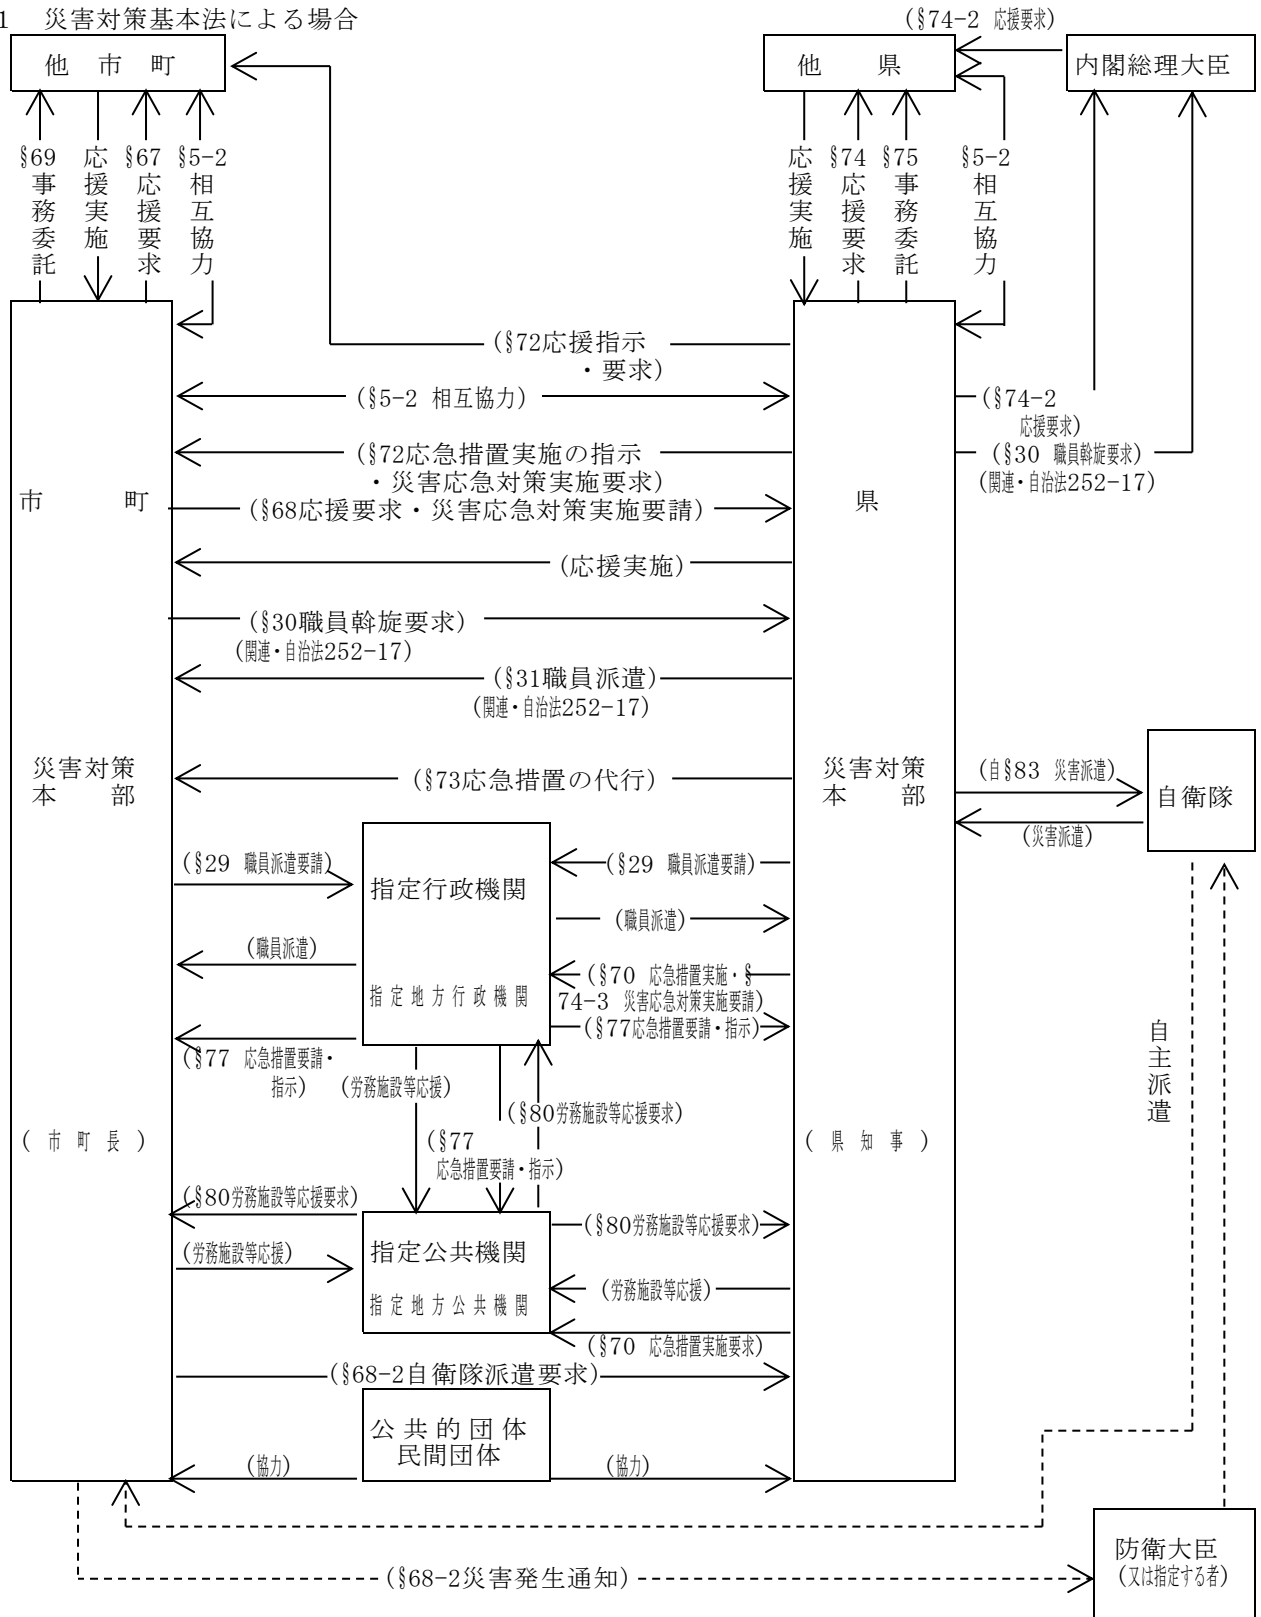 1　災害対策基本法による場合
(§74-2 応援要求)
他　市　町
他　　県
内閣総理大臣
§69
事務委託
応援実施
§67
応援要求
§5-2
相互協力
応援実施
§74
応援要求
§75
事務委託
§5-2
相互協力
(§72応援指示
・要求)
(§5-2 相互協力)
(§74-2
応援要求)
(§72応急措置実施の指示
・災害応急対策実施要求)
(§30 職員斡旋要求)
(関連・自治法252-17)
市　　　町
県
(§68応援要求・災害応急対策実施要請)
(応援実施)
(§30職員斡旋要求)
(関連・自治法252-17)
(§31職員派遣)
(関連・自治法252-17)
災害対策
本　　部
(§73応急措置の代行)
災害対策
本　　部
(自§83 災害派遣)
自衛隊
(災害派遣)
(§29 職員派遣要請)
指定行政機関
(§29 職員派遣要請)
(職員派遣)
(職員派遣)
指定地方行政機関
(§70 応急措置実施・§
74-3 災害応急対策実施要請)
(§77応急措置要請・指示)
(§77 応急措置要請・
指示)
(労務施設等応援)
自主派遣
(§80労務施設等応援要求)
(市町長)
(§77
応急措置要請・指示)
(県知事)
(§80労務施設等応援要求)
(§80労務施設等応援要求)
(労務施設等応援)
指定公共機関
指定地方公共機関
(労務施設等応援)
(§70 応急措置実施要求)
(§68-2自衛隊派遣要求)
公共的団体
民間団体
(協力)
(協力)
防衛大臣
(又は指定する者)
(§68-2災害発生通知)